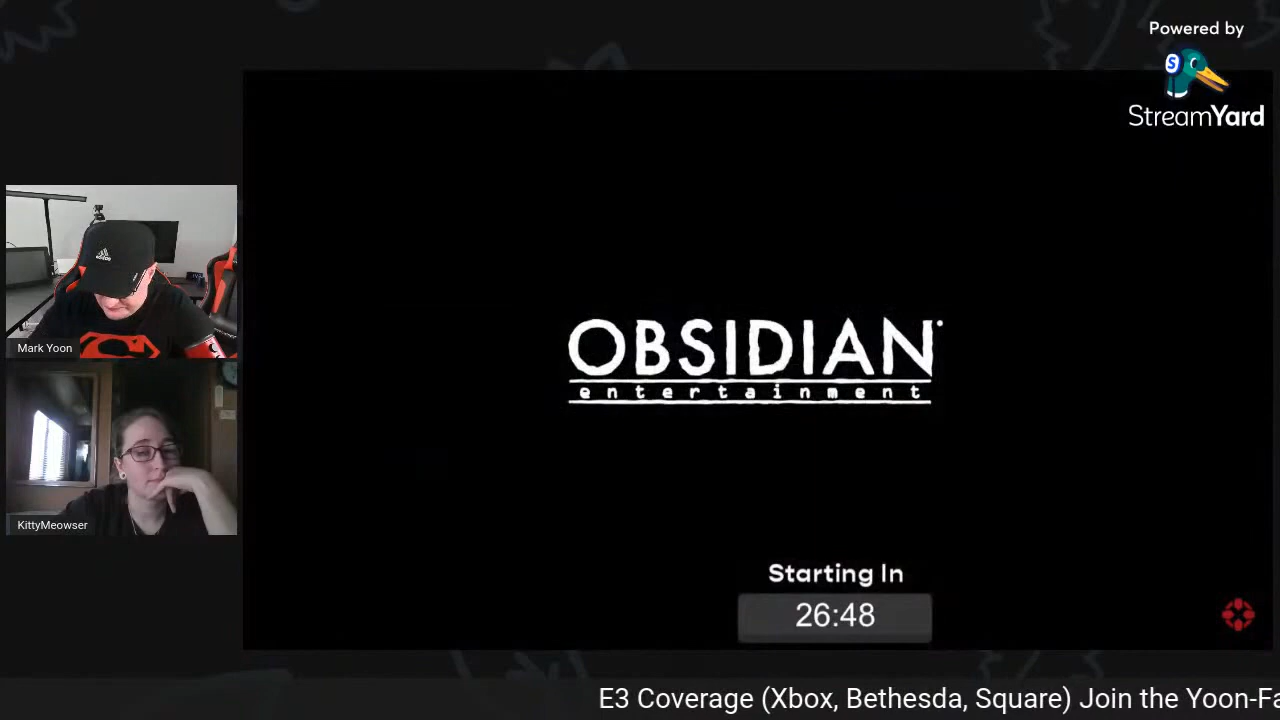 Powered by
StreamYard
Mark Yoon
KittyMeowser
OBSIDIAN
entertainment
Starting In
26:48
E3 Coverage (Xbox, Bethesda, Square) Join the Yoon-Fa